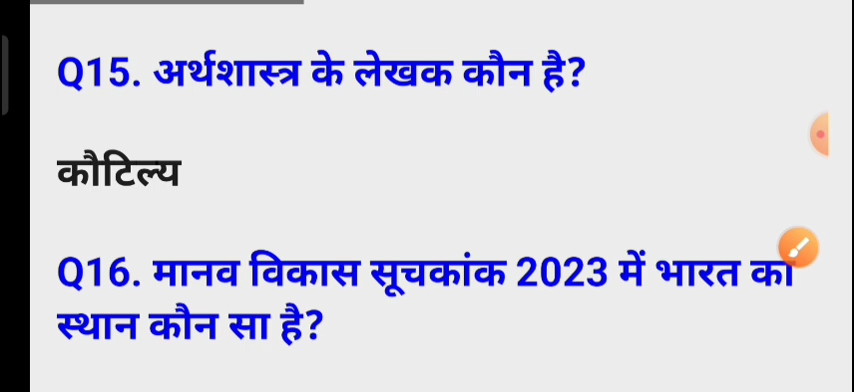 Q15. अर्थशास्त्र के लेखक कौन है?
कौटिल्य
Q16. मानव विकास सूचकांक 2023 में भारत का
स्थान कौन सा है?